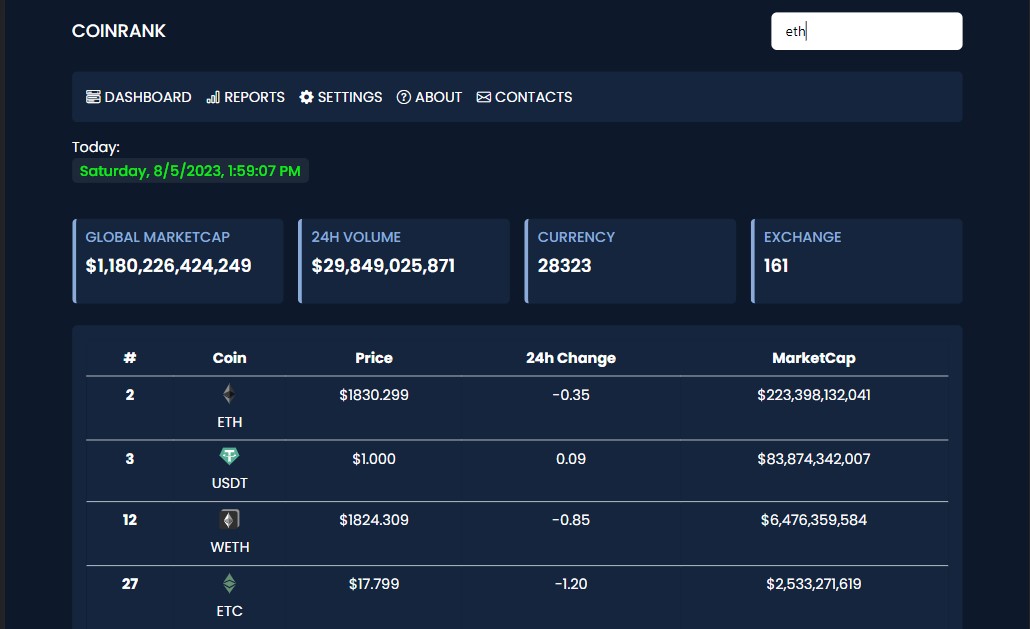 COINRANK
eth
DASHBOARD REPORTS SETTINGS ABOUT CONTACTS
Today:
Saturday, 8/5/2023, 1:59:07 PM
GLOBAL MARKETCAP 24H VOLUME CURRENCY EXCHANGE
$1,180,226,424,249 $29,849,025,871 28323 161
# Coin Price 24h Change MarketCap
2 $1830.299 -0.35 $223,398,132,041
ETH
3 $1.000 0.09 $83,874,342,007
USDT
12 $1824.309 -0.85 $6,476,359,584
WETH
27 $17.799 -1.20 $2,533,271,619
ETC